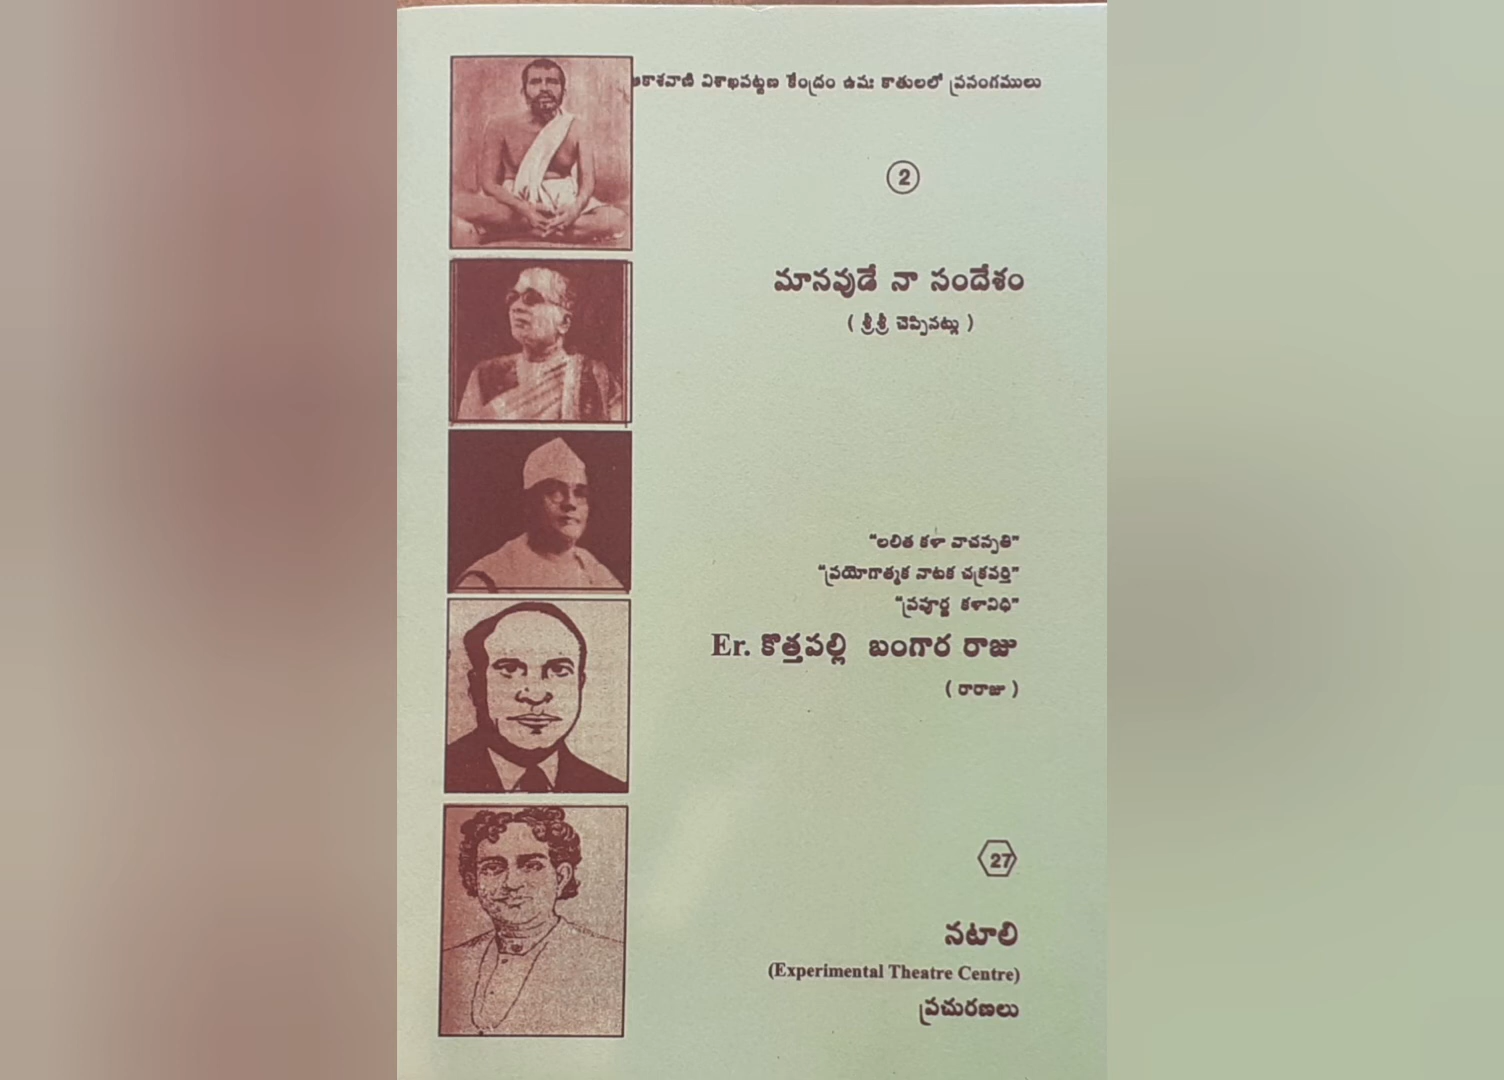 ఆకాశవాణి విశాఖపట్టణ కేంద్రం ఉషః కాతులలో ప్రసంగములు
2
మానవుడే నా సందేశం
( శ్రీశ్రీ చెప్పినట్లు )
“లలిత కళా వాచస్పతి”
“ప్రయోగాత్మక నాటక చక్రవర్తి”
“ప్రపూర్ణ కళావిధి”
Er. కొత్తపల్లి బంగార రాజు
( రారాజు )
27
నటాలి
(Experimental Theatre Centre)
ప్రచురణలు